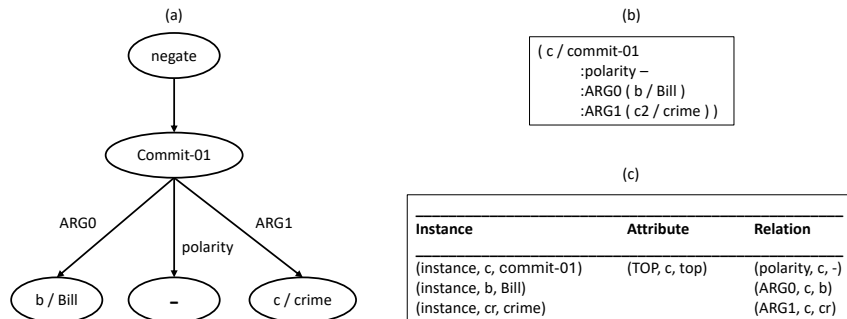 (a)
negate
Commit-01
ARG0
polarity
ARG1
b / Bill
–
c / crime
(b)
( c / commit-01
:polarity –
:ARG0 ( b / Bill )
:ARG1 ( c2 / crime ) )
(c)
Instance Attribute Relation
(instance, c, commit-01) (TOP, c, top) (polarity, c, -)
(instance, b, Bill) (ARG0, c, b)
(instance, cr, crime) (ARG1, c, cr)